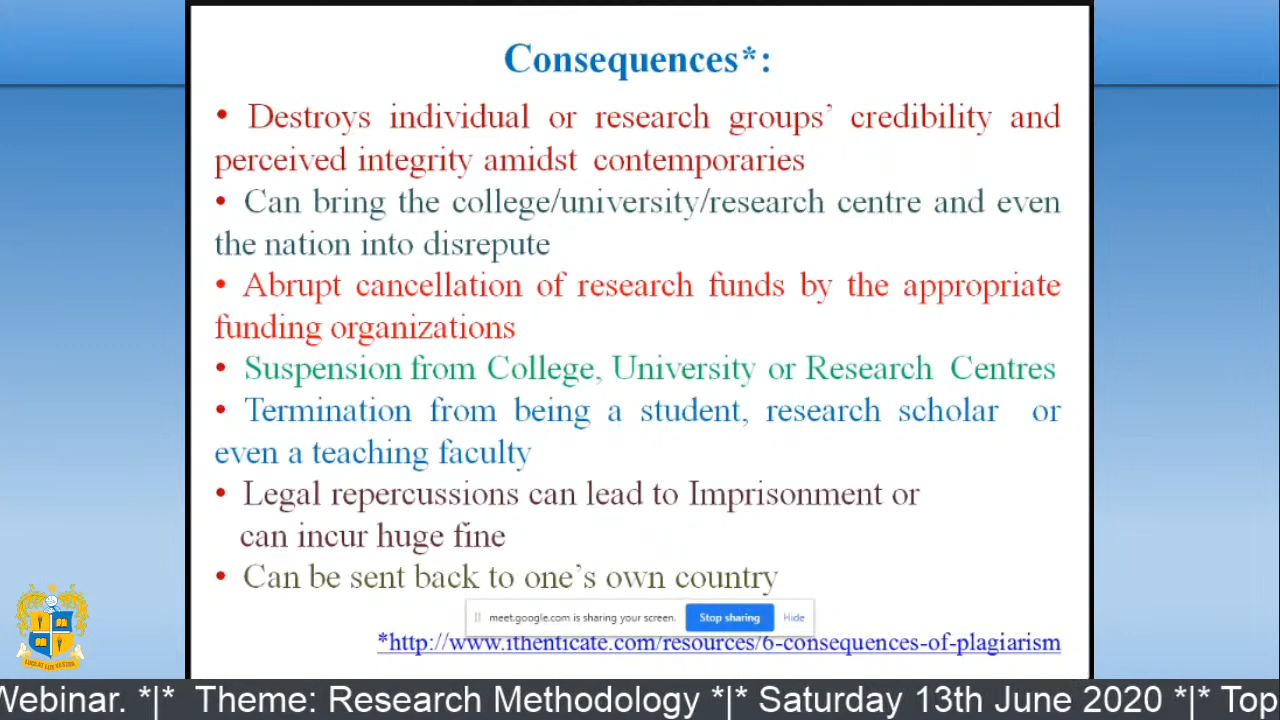 Consequences*:
• Destroys individual or research groups' credibility and
perceived integrity amidst contemporaries
• Can bring the college/university/research centre and even
the nation into disrepute
• Abrupt cancellation of research funds by the appropriate
funding organizations
• Suspension from College, University or Research Centres
• Termination from being a student, research scholar or
even a teaching faculty
• Legal repercussions can lead to Imprisonment or
can incur huge fine
• Can be sent back to one's own country
meet.google.com is sharing your screen. Stop sharing Hide
*http://www.ithenticate.com/resources/6-consequences-of-plagiarism
Webinar. *|* Theme: Research Methodology *|* Saturday 13th June 2020 *|* Top